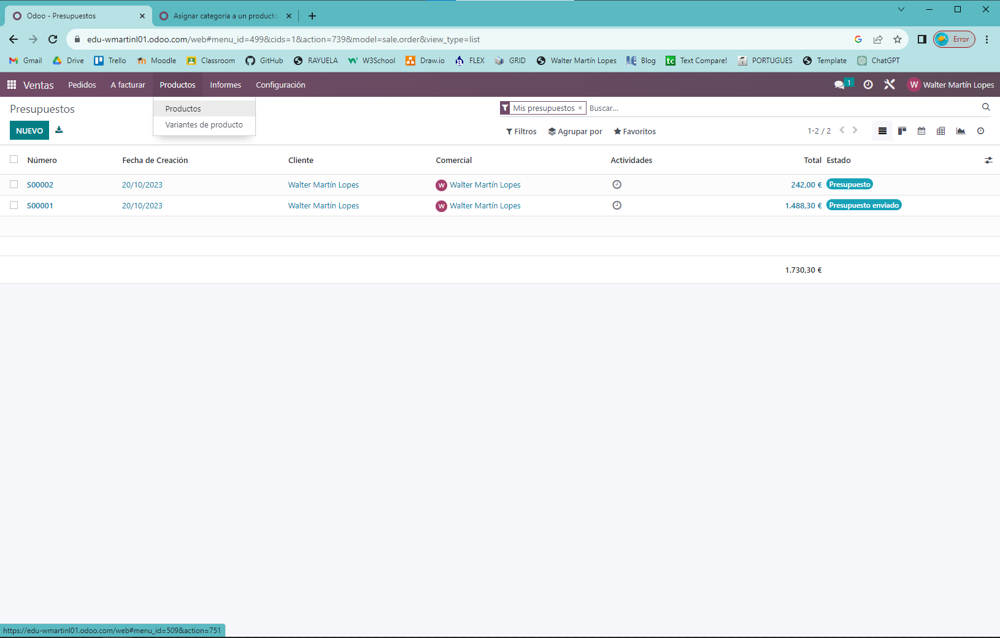 Odoo - Presupuestos
Asignar categoria a un producto
edu-wmartinl01.odoo.com/web#menu_id=499&cids=1&action=739&model=sale.order&view_type=list
Error
Gmail Drive Trello Moodle Classroom GitHub RAYUELA W3School Draw.io FLEX GRID Walter Martín Lopes Blog Text Compare! PORTUGUES Template ChatGPT
Ventas Pedidos A facturar Productos Informes Configuración 1 W Walter Martín Lopes
Presupuestos
Productos
Variantes de producto
Mis presupuestos × Buscar...
NUEVO
Filtros Agrupar por Favoritos 1-2 / 2
Número Fecha de Creación Cliente Comercial Actividades Total Estado
S00002 20/10/2023 Walter Martín Lopes W Walter Martín Lopes 242,00 € Presupuesto
S00001 20/10/2023 Walter Martín Lopes W Walter Martín Lopes 1.488,30 € Presupuesto enviado
1.730,30 €
https://edu-wmartinl01.odoo.com/web#menu_id=509&action=751